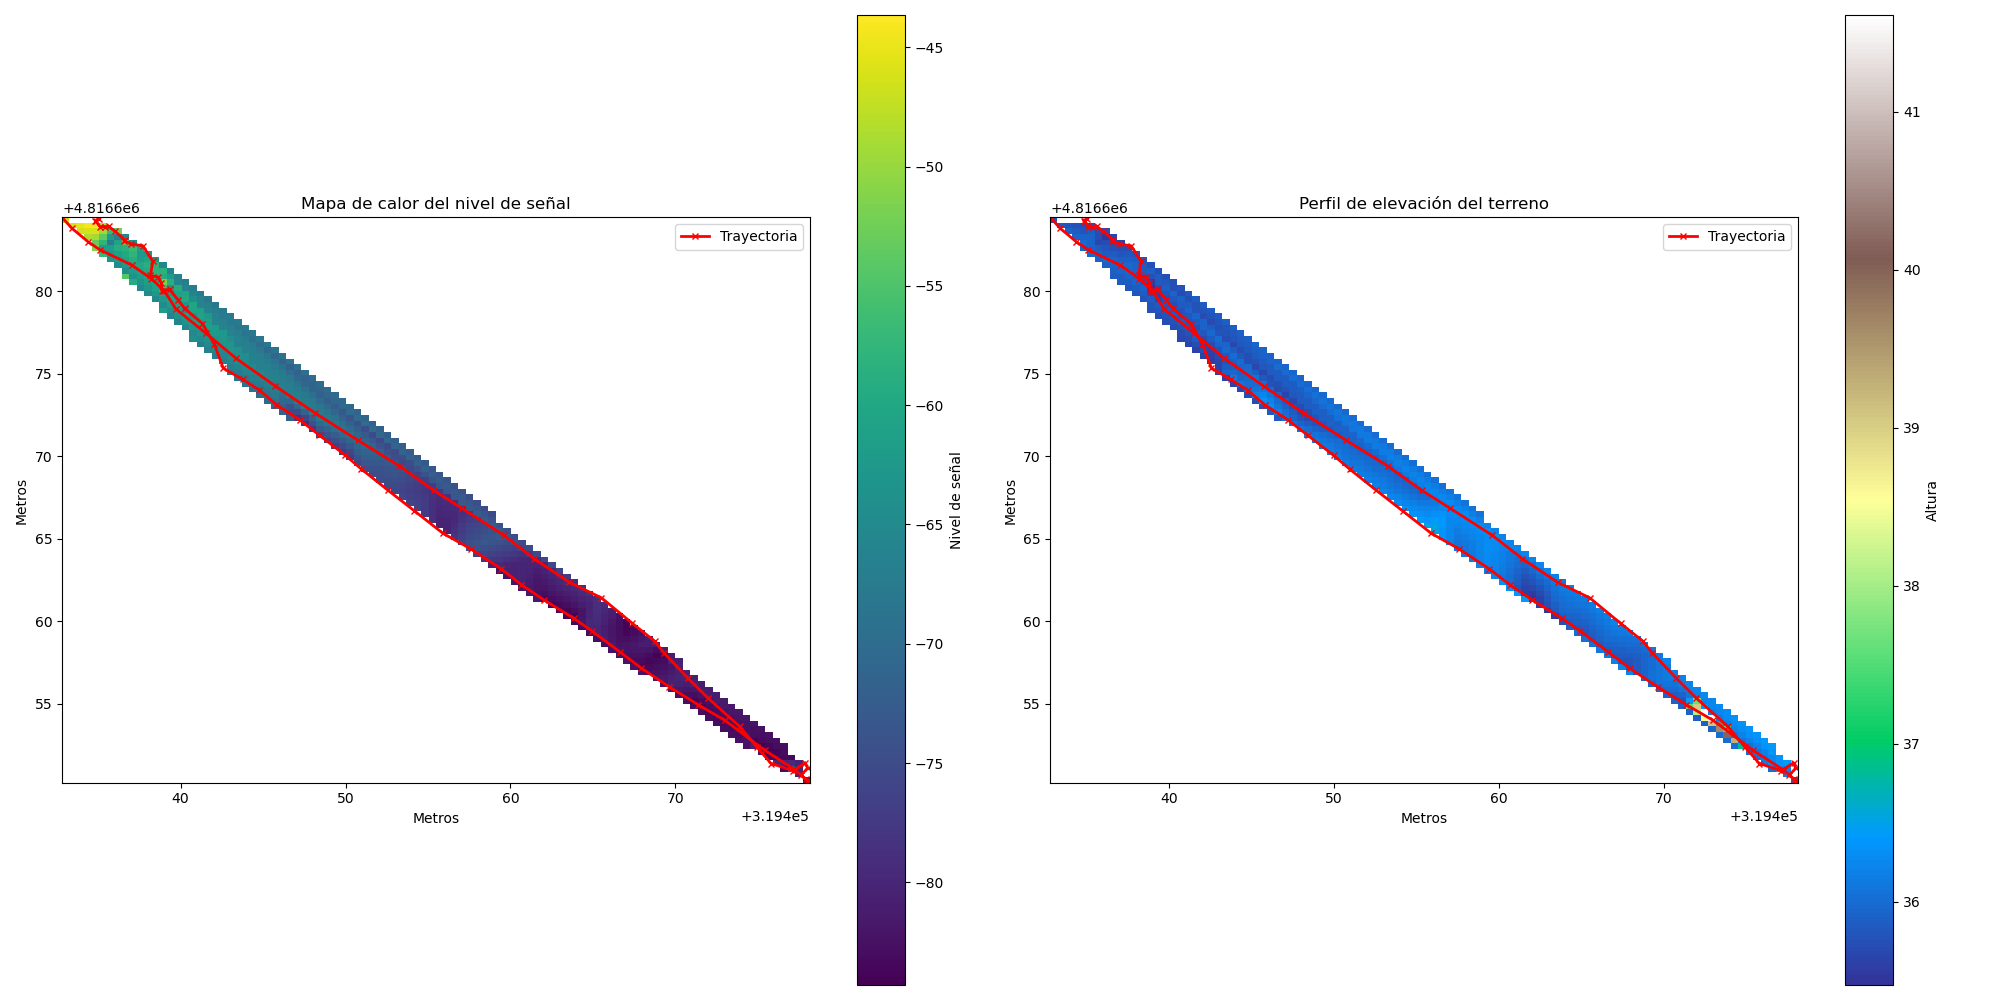 Mapa de calor del nivel de señal
+4.8166e6
Trayectoria
80
75
70
65
60
55
Metros
40
50
60
70
Metros
+3.194e5
−45
−50
−55
−60
−65
−70
−75
−80
Nivel de señal
Perfil de elevación del terreno
+4.8166e6
Trayectoria
80
75
70
65
60
55
Metros
40
50
60
70
Metros
+3.194e5
41
40
39
38
37
36
Altura